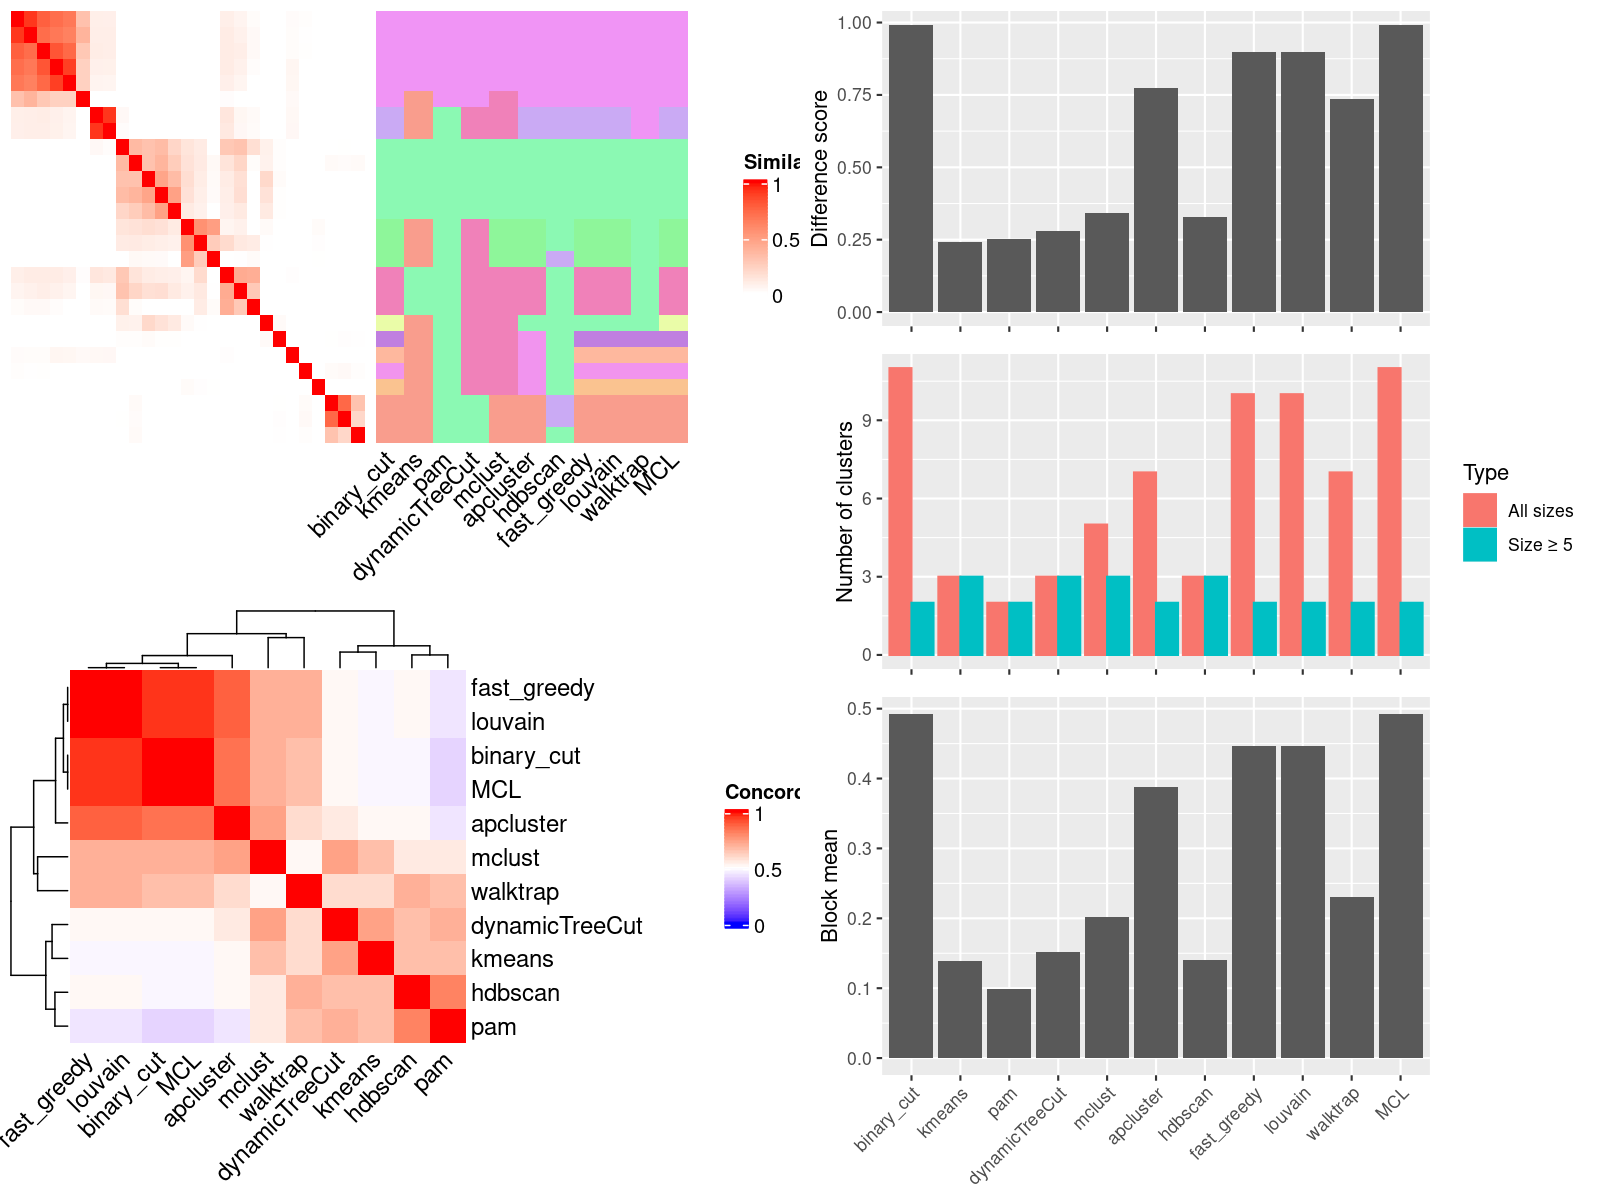 Simila
1
0.5
0
binary_cut
kmeans
pam
dynamicTreeCut
mclust
apcluster
hdbscan
fast_greedy
louvain
walktrap
MCL
fast_greedy
louvain
binary_cut
MCL
apcluster
mclust
walktrap
dynamicTreeCut
kmeans
hdbscan
pam
fast_greedy
louvain
binary_cut
MCL
apcluster
mclust
walktrap
dynamicTreeCut
kmeans
hdbscan
pam
Concord
1
0.5
0
Difference score
1.00
0.75
0.50
0.25
0.00
Number of clusters
9
6
3
0
Type
All sizes
Size ≥ 5
Block mean
0.5
0.4
0.3
0.2
0.1
0.0
binary_cut
kmeans
pam
dynamicTreeCut
mclust
apcluster
hdbscan
fast_greedy
louvain
walktrap
MCL